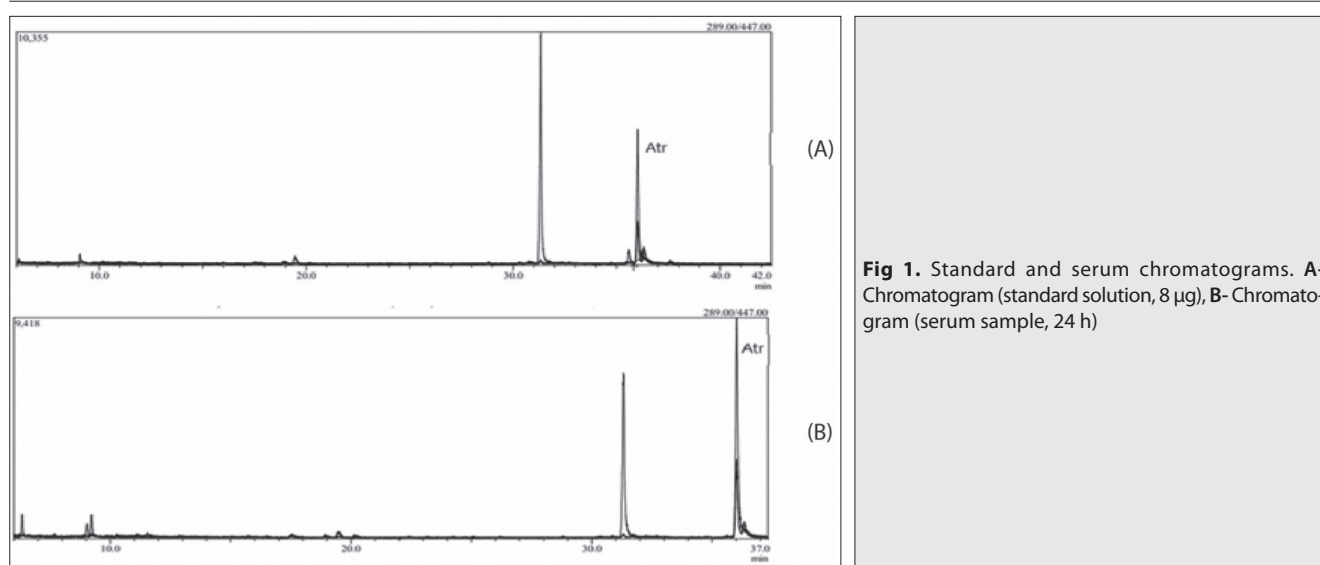 289.00/447.00
10,355
Atr
(A)
10.0 20.0 30.0 40.0 42.0
min
289.00/447.00
9,418
Atr
(B)
10.0 20.0 30.0 37.0
min
Fig 1. Standard and serum chromatograms. A-
Chromatogram (standard solution, 8 µg), B- Chromato-
gram (serum sample, 24 h)